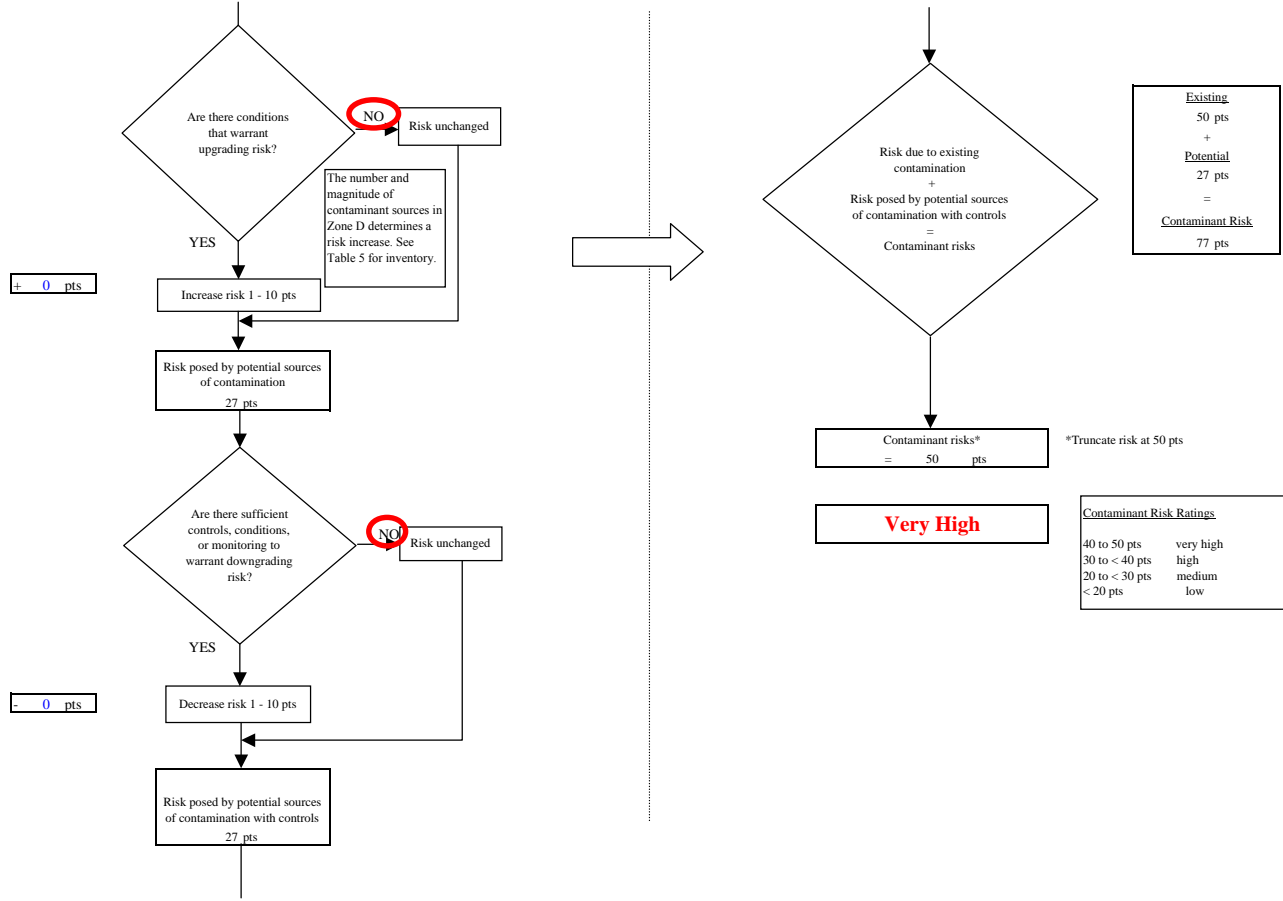 Are there conditions
that warrant
upgrading risk?
NO
Risk unchanged
The number and
magnitude of
contaminant sources in
Zone D determines a
risk increase. See
Table 5 for inventory.
YES
+ 0 pts
Increase risk 1 - 10 pts
Risk posed by potential sources
of contamination
27 pts
Are there sufficient
controls, conditions,
or monitoring to
warrant downgrading
risk?
NO
Risk unchanged
YES
- 0 pts
Decrease risk 1 - 10 pts
Risk posed by potential sources
of contamination with controls
27 pts
Risk due to existing
contamination
+
Risk posed by potential sources
of contamination with controls
=
Contaminant risks
Existing
50 pts
+
Potential
27 pts
=
Contaminant Risk
77 pts
Contaminant risks*
= 50 pts
*Truncate risk at 50 pts
Very High
Contaminant Risk Ratings
40 to 50 pts very high
30 to < 40 pts high
20 to < 30 pts medium
< 20 pts low